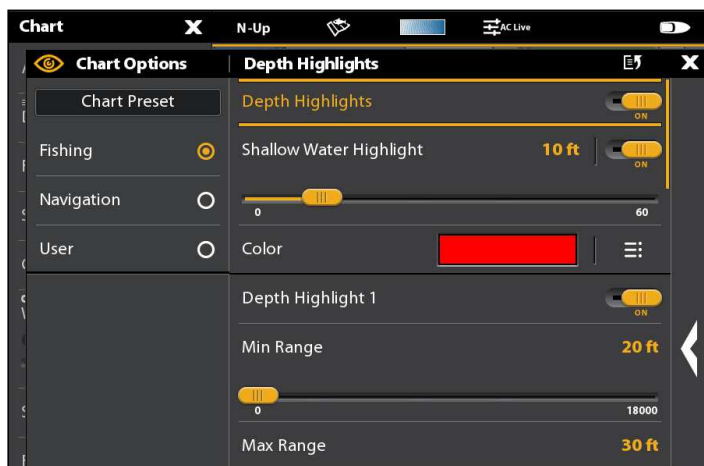 Chart X N-Up AC Live
Chart Options Depth Highlights X
Chart Preset
Depth Highlights ON
Fishing
Shallow Water Highlight 10 ft ON
Navigation
0 60
User
Color
Depth Highlight 1 ON
Min Range 20 ft
0 18000
Max Range 30 ft